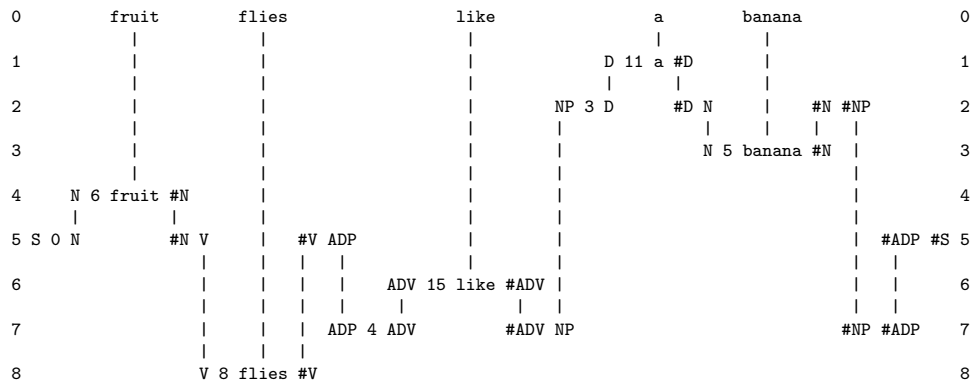 0 fruit flies like a banana 0
1 D 11 a #D 1
2 NP 3 D #D N #N #NP 2
3 N 5 banana #N 3
4 N 6 fruit #N 4
5 S 0 N #N V #V ADP #ADP #S 5
6 ADV 15 like #ADV 6
7 ADP 4 ADV #ADV NP #NP #ADP 7
8 V 8 flies #V 8